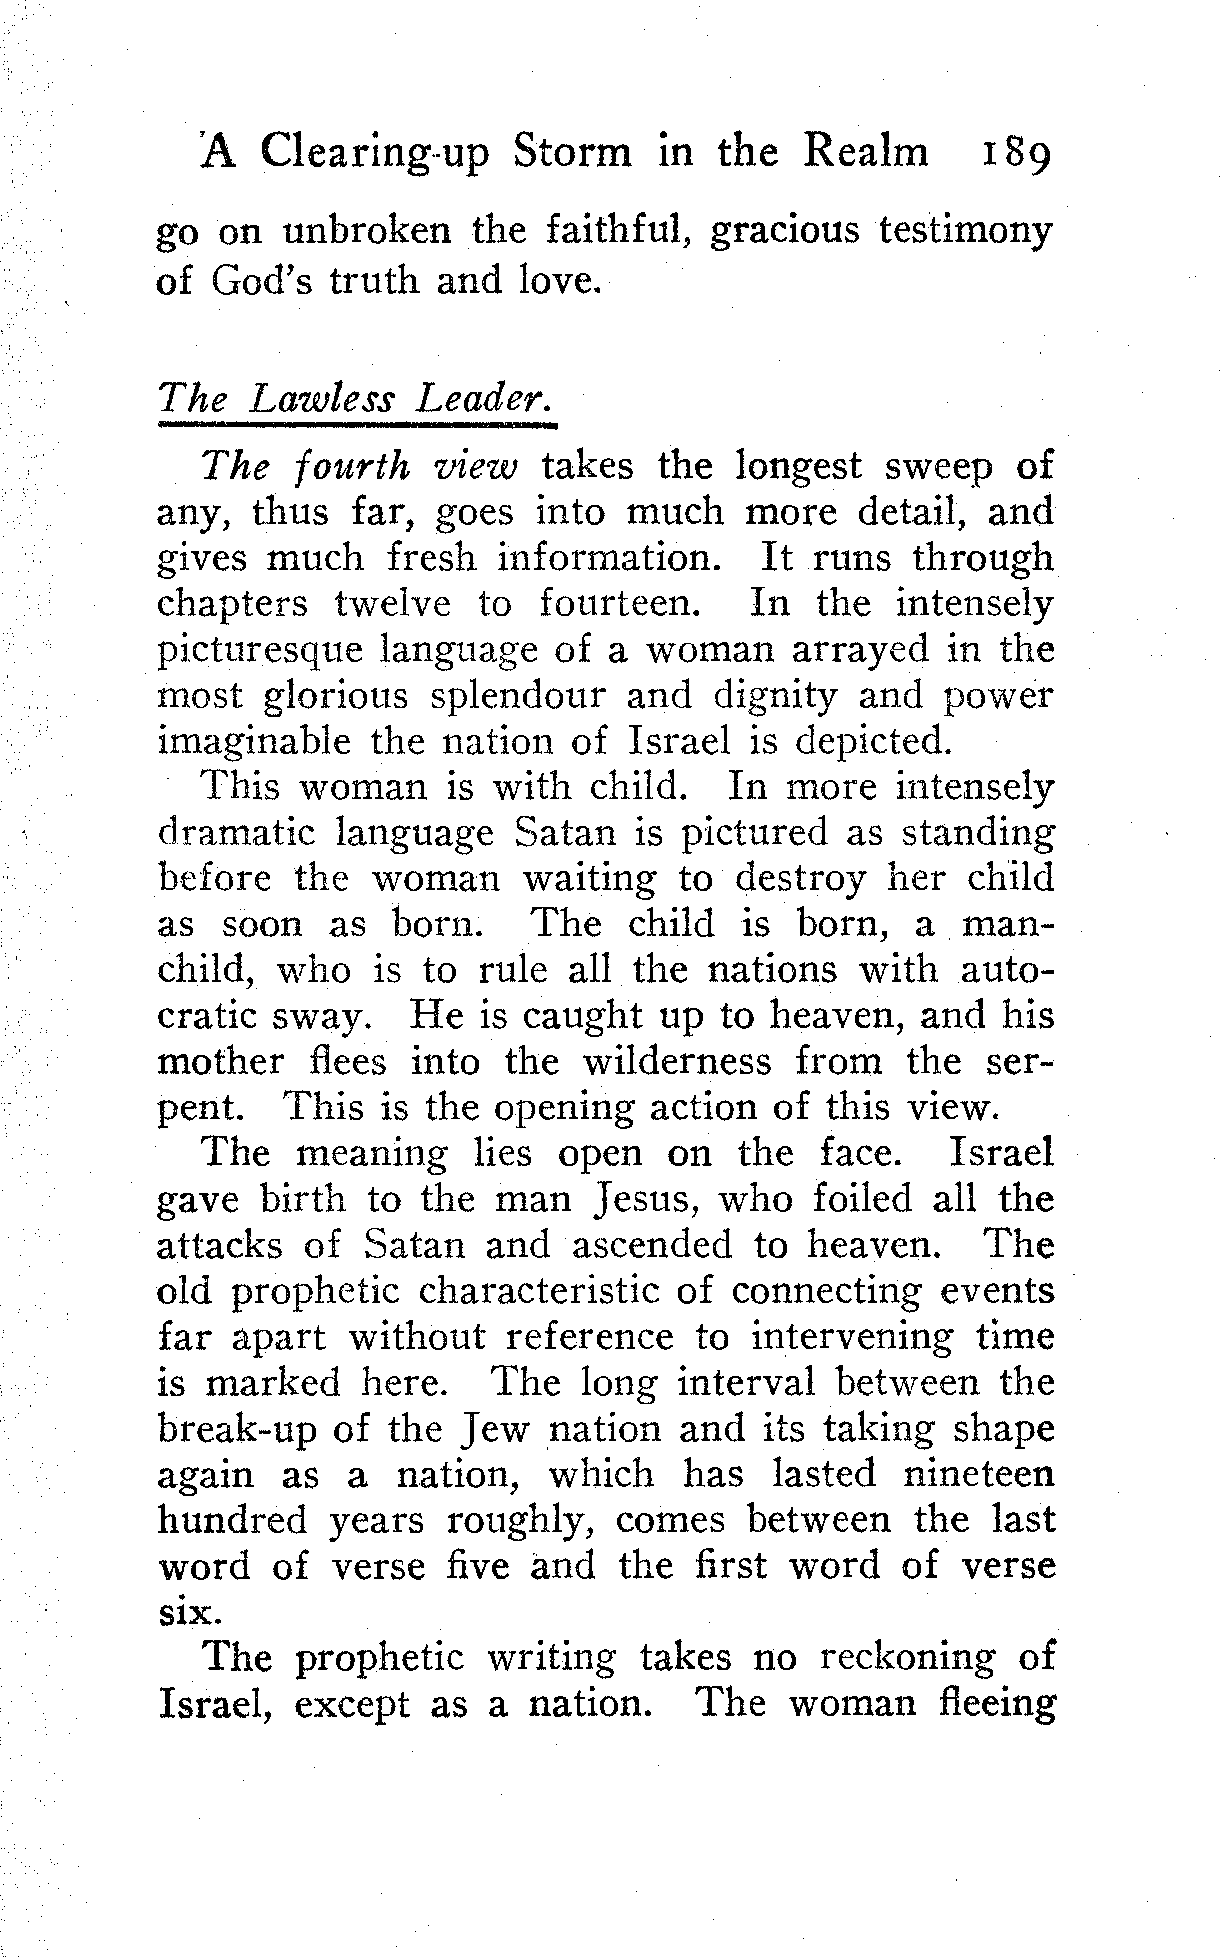 A Clearing-up Storm in the Realm 189
go on unbroken the faithful, gracious testimony
of God's truth and love.
The Lawless Leader.
The fourth view takes the longest sweep of
any, thus far, goes into much more detail, and
gives much fresh information. It runs through
chapters twelve to fourteen. In the intensely
picturesque language of a woman arrayed in the
most glorious splendour and dignity and power
imaginable the nation of Israel is depicted.
This woman is with child. In more intensely
dramatic language Satan is pictured as standing
before the woman waiting to destroy her child
as soon as born. The child is born, a man-
child, who is to rule all the nations with auto-
cratic sway. He is caught up to heaven, and his
mother flees into the wilderness from the ser-
pent. This is the opening action of this view.
The meaning lies open on the face. Israel
gave birth to the man Jesus, who foiled all the
attacks of Satan and ascended to heaven. The
old prophetic characteristic of connecting events
far apart without reference to intervening time
is marked here. The long interval between the
break-up of the Jew nation and its taking shape
again as a nation, which has lasted nineteen
hundred years roughly, comes between the last
word of verse five and the first word of verse
six.
The prophetic writing takes no reckoning of
Israel, except as a nation. The woman fleeing